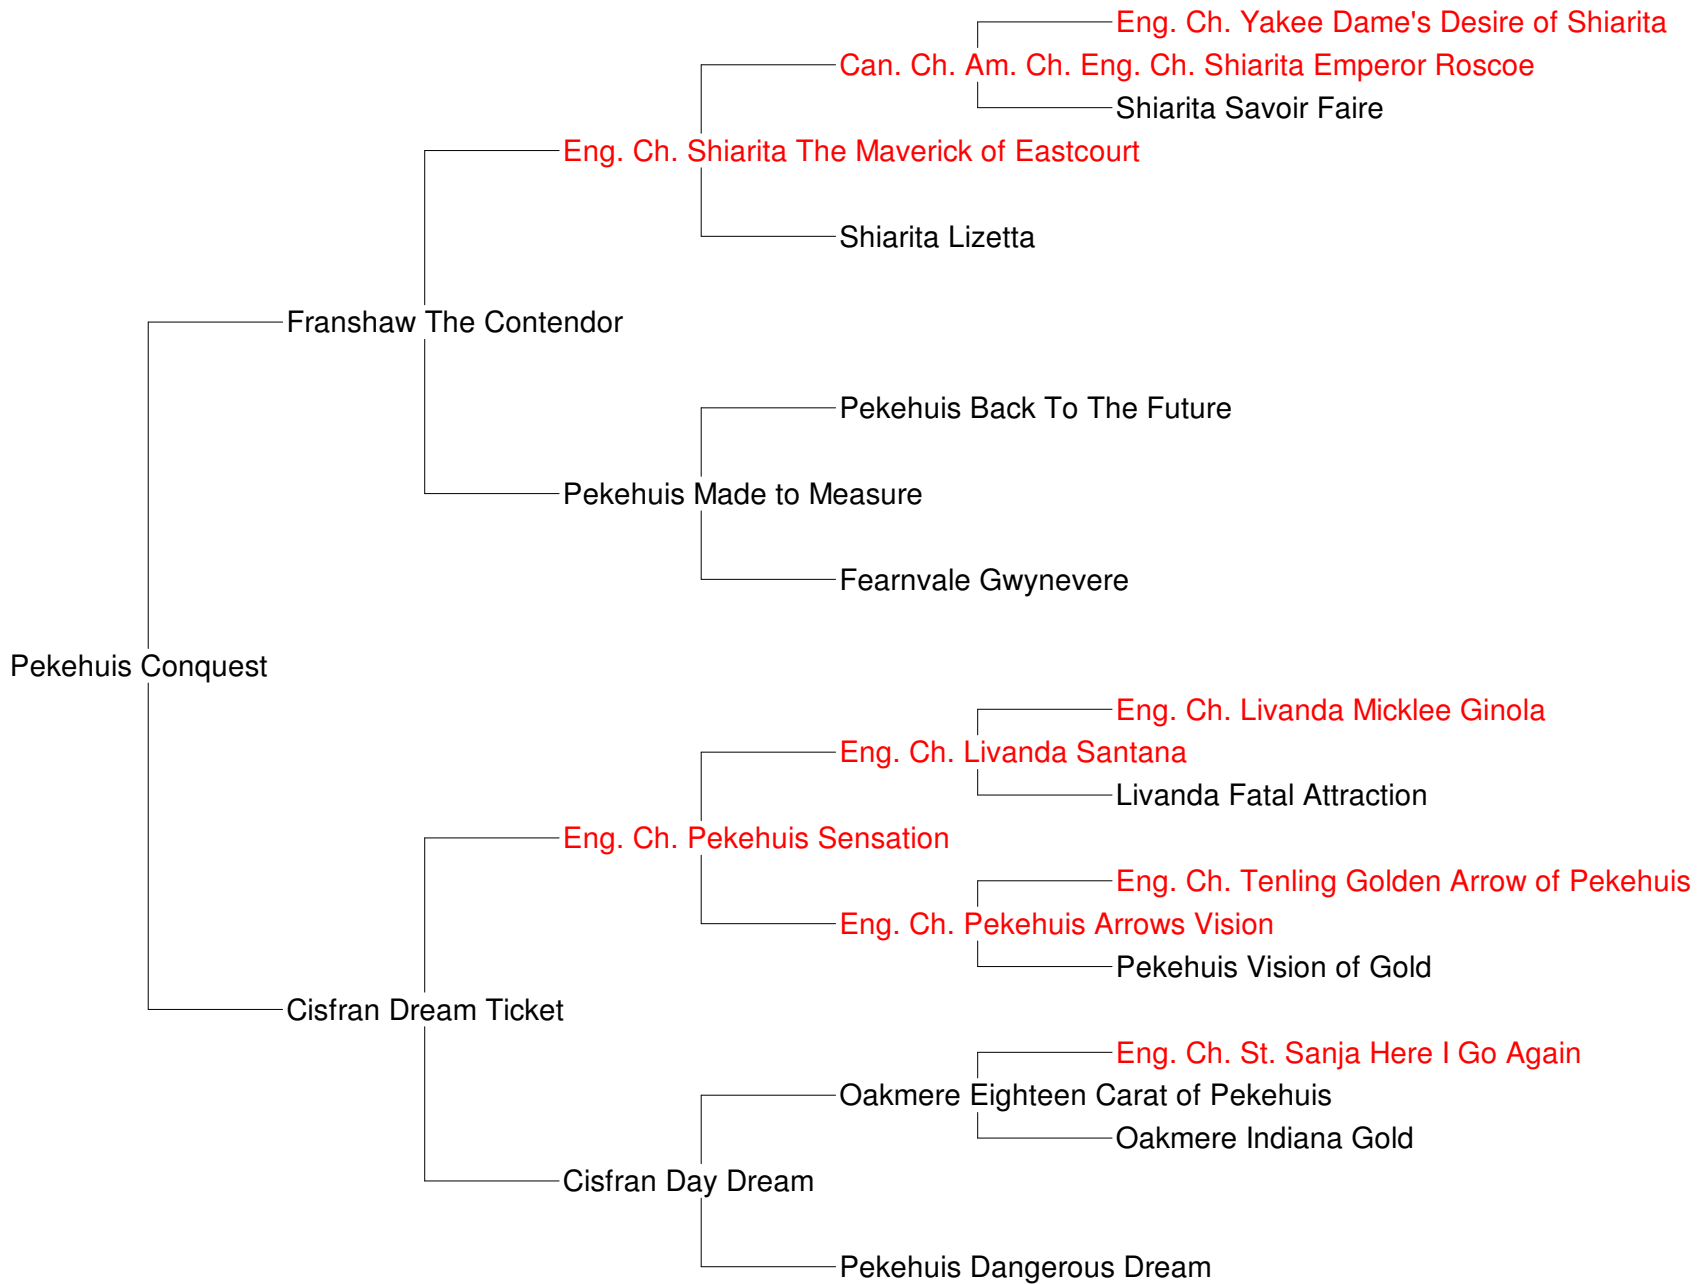 Eng. Ch. Yakee Dame's Desire of Shiarita
Can. Ch. Am. Ch. Eng. Ch. Shiarita Emperor Roscoe
Shiarita Savoir Faire
Eng. Ch. Shiarita The Maverick of Eastcourt
Shiarita Lizetta
Franshaw The Contendor
Pekehuis Back To The Future
Pekehuis Made to Measure
Fearnvale Gwynevere
Pekehuis Conquest
Eng. Ch. Livanda Micklee Ginola
Eng. Ch. Livanda Santana
Livanda Fatal Attraction
Eng. Ch. Pekehuis Sensation
Eng. Ch. Tenling Golden Arrow of Pekehuis
Eng. Ch. Pekehuis Arrows Vision
Pekehuis Vision of Gold
Cisfran Dream Ticket
Eng. Ch. St. Sanja Here I Go Again
Oakmere Eighteen Carat of Pekehuis
Oakmere Indiana Gold
Cisfran Day Dream
Pekehuis Dangerous Dream